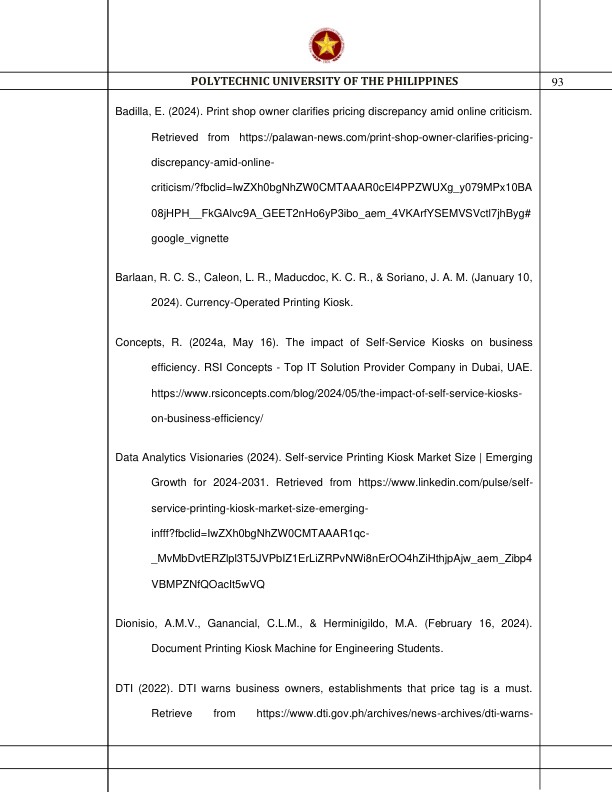 POLYTECHNIC UNIVERSITY OF THE PHILIPPINES
93
Badilla, E. (2024). Print shop owner clarifies pricing discrepancy amid online criticism.
Retrieved from https://palawan-news.com/print-shop-owner-clarifies-pricing-
discrepancy-amid-online-
criticism/?fbclid=IwZXh0bgNhZW0CMTAAAR0cEl4PPZWUXg_y079MPx10BA
08jHPH__FkGAlvc9A_GEET2nHo6yP3ibo_aem_4VKArfYSEMVSVctl7jhByg#
google_vignette
Barlaan, R. C. S., Caleon, L. R., Maducdoc, K. C. R., & Soriano, J. A. M. (January 10,
2024). Currency-Operated Printing Kiosk.
Concepts, R. (2024a, May 16). The impact of Self-Service Kiosks on business
efficiency. RSI Concepts - Top IT Solution Provider Company in Dubai, UAE.
https://www.rsiconcepts.com/blog/2024/05/the-impact-of-self-service-kiosks-
on-business-efficiency/
Data Analytics Visionaries (2024). Self-service Printing Kiosk Market Size | Emerging
Growth for 2024-2031. Retrieved from https://www.linkedin.com/pulse/self-
service-printing-kiosk-market-size-emerging-
infff?fbclid=IwZXh0bgNhZW0CMTAAAR1qc-
_MvMbDvtERZlpl3T5JVPbIZ1ErLiZRPvNWi8nErOO4hZiHthjpAjw_aem_Zibp4
VBMPZNfQOacIt5wVQ
Dionisio, A.M.V., Ganancial, C.L.M., & Herminigildo, M.A. (February 16, 2024).
Document Printing Kiosk Machine for Engineering Students.
DTI (2022). DTI warns business owners, establishments that price tag is a must.
Retrieve from https://www.dti.gov.ph/archives/news-archives/dti-warns-